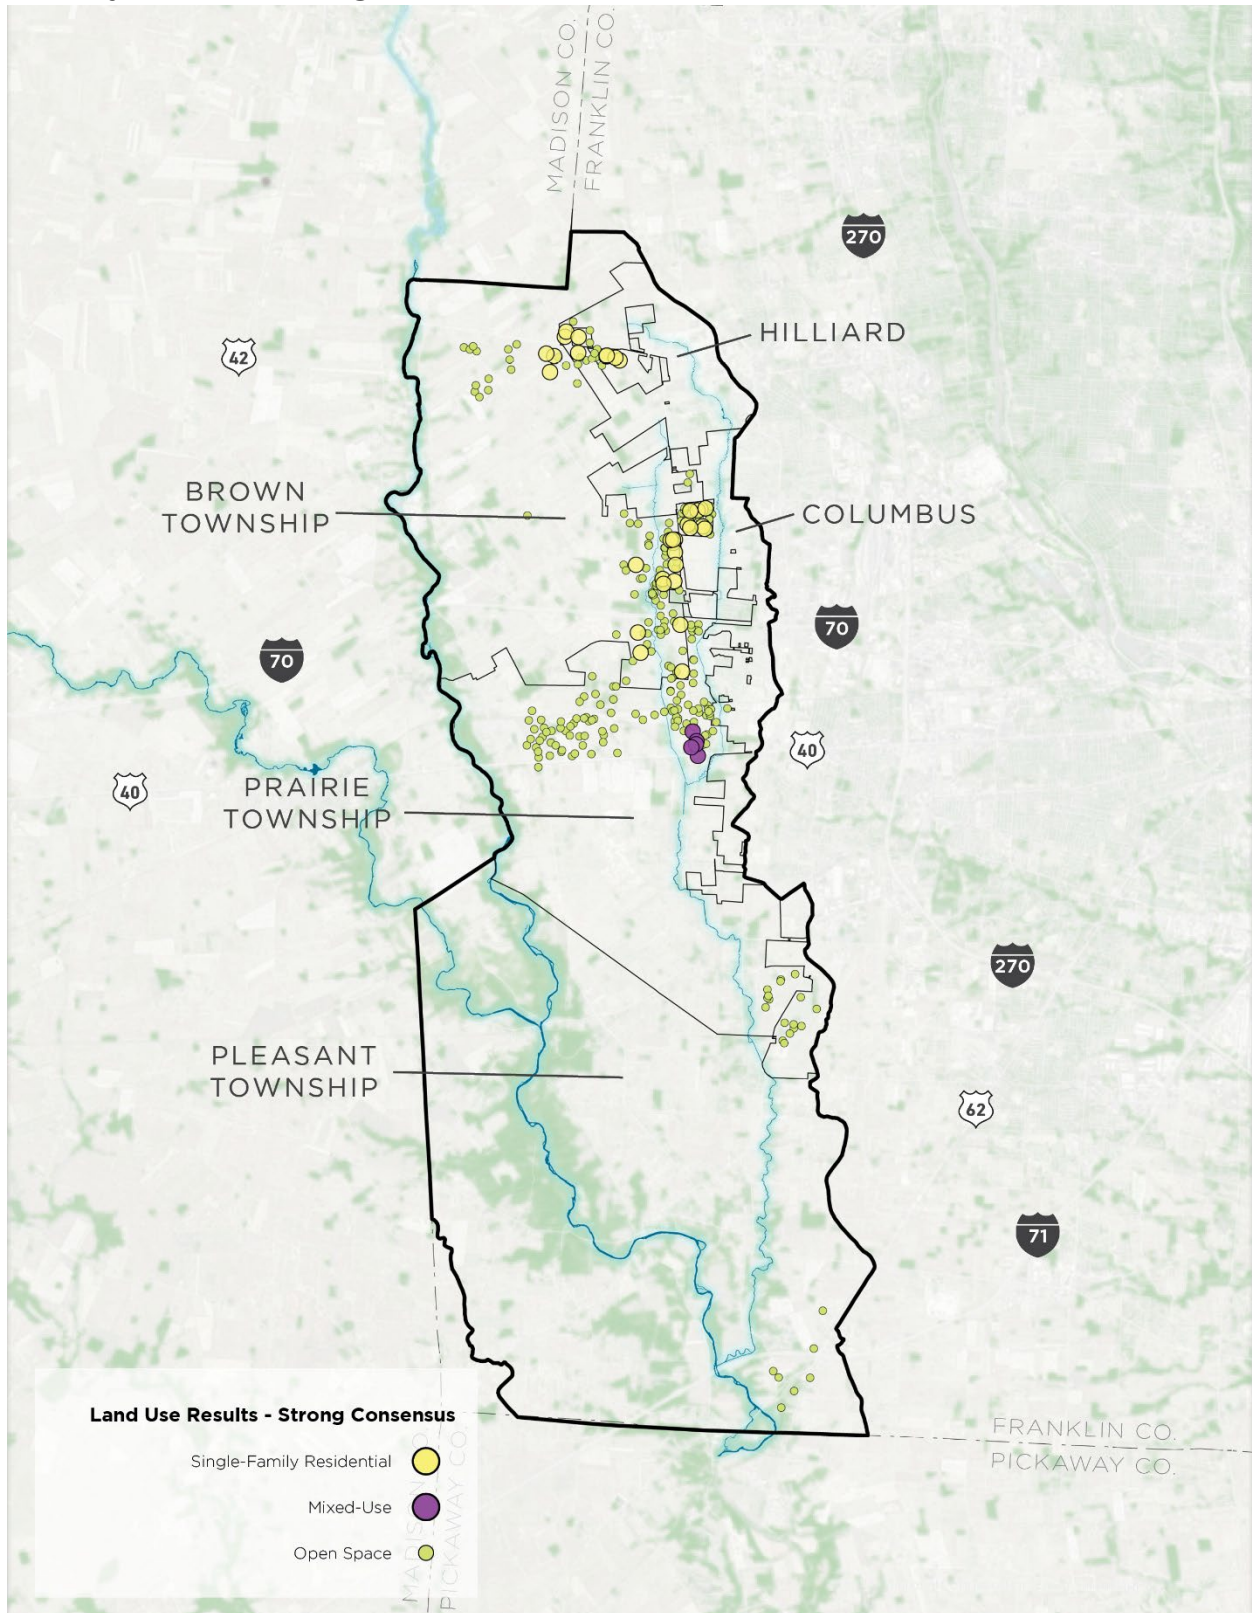 MADISON CO.
FRANKLIN CO.
270
HILLIARD
42
BROWN
TOWNSHIP
COLUMBUS
70
70
40
40
PRAIRIE
TOWNSHIP
270
PLEASANT
TOWNSHIP
62
71
Land Use Results - Strong Consensus
Single-Family Residential
Mixed-Use
Open Space
FRANKLIN CO.
PICKAWAY CO.
PICKAWAY CO.